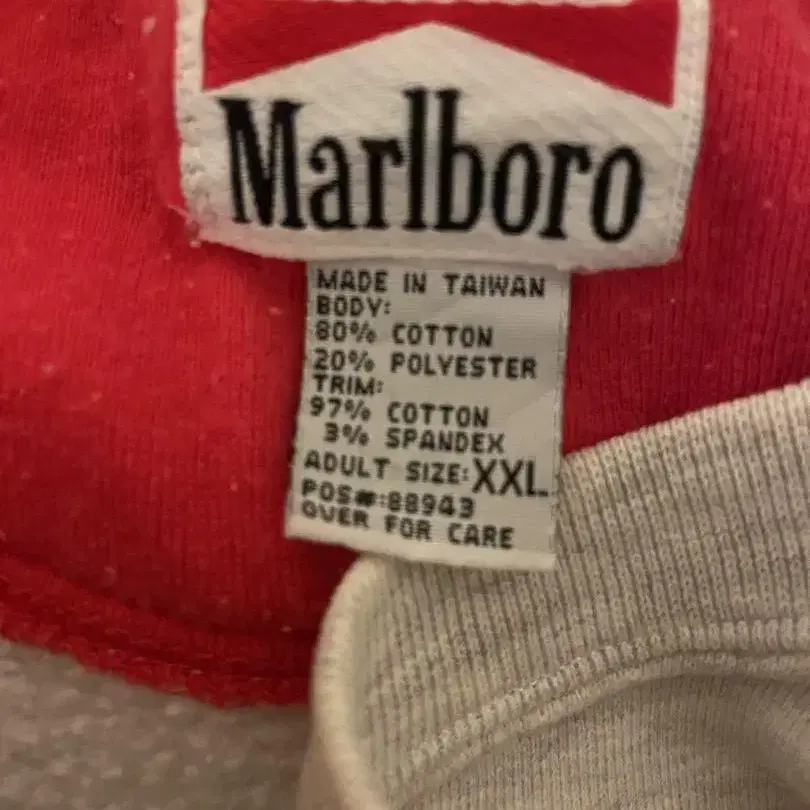 Marlboro
MADE IN TAIWAN
BODY:
80% COTTON
20% POLYESTER
TRIM:
97% COTTON
3% SPANDEX
ADULT SIZE:XXL
POS#:88943
OVER FOR CARE